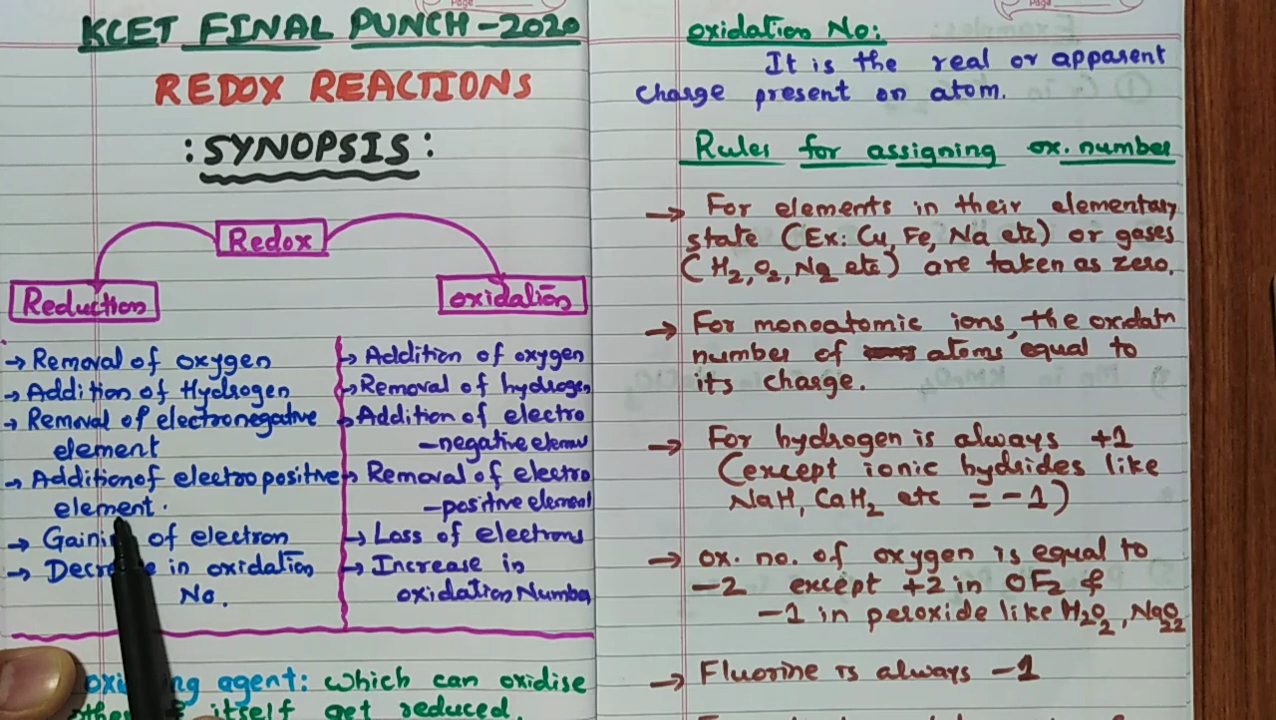 KCET FINAL PUNCH-2020
REDOX REACTIONS
:SYNOPSIS:
Redox
Reduction
oxidation
→ Removal of oxygen
→ Addition of Hydrogen
→ Removal of electronegative
element
→ Addition of electropositive
element.
→ Gaining of electron
→ Decrease in oxidation
No.
→ Addition of oxygen
→ Removal of hydrogen
→ Addition of electro
-negative
→ Removal of electro
-positive element
→ Loss of electrons
→ Increase in
oxidation Number
agent: which can oxidise
itself get reduced.
oxidation No:
It is the real or apparent
charge present on atom.
Rules for assigning ox. number
→ For elements in their elementary
state (Ex: Cu, Fe, Na etc) or gases
(H2, O2, N2 etc) are taken as zero.
→ For monoatomic ions, the oxidatn
number of atoms equal to
its charge.
→ For hydrogen is always +1
(except ionic hydrides like
NaH, CaH2 etc = -1)
→ ox. no. of oxygen is equal to
-2 except +2 in OF2 &
-1 in peroxide like H2O2, Na2O2
→ Fluorine is always -1